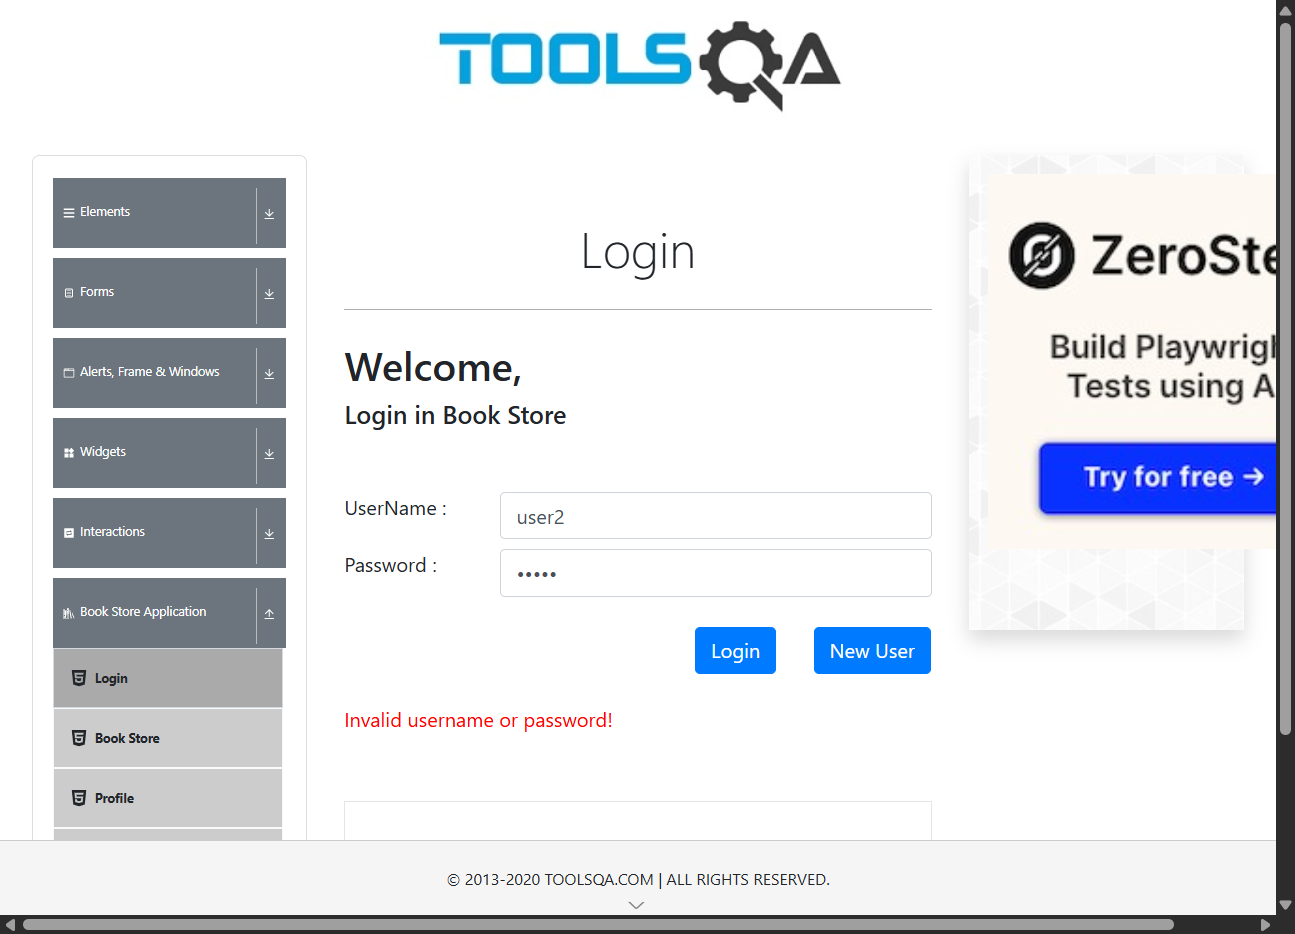 TOOLSQA
Elements
Forms
Alerts, Frame & Windows
Widgets
Interactions
Book Store Application
Login
Book Store
Profile
Login
Welcome,
Login in Book Store
UserName :
user2
Password :
•••••
Login
New User
Invalid username or password!
ZeroSte
Build Playwrigh
Tests using A
Try for free →
© 2013-2020 TOOLSQA.COM | ALL RIGHTS RESERVED.